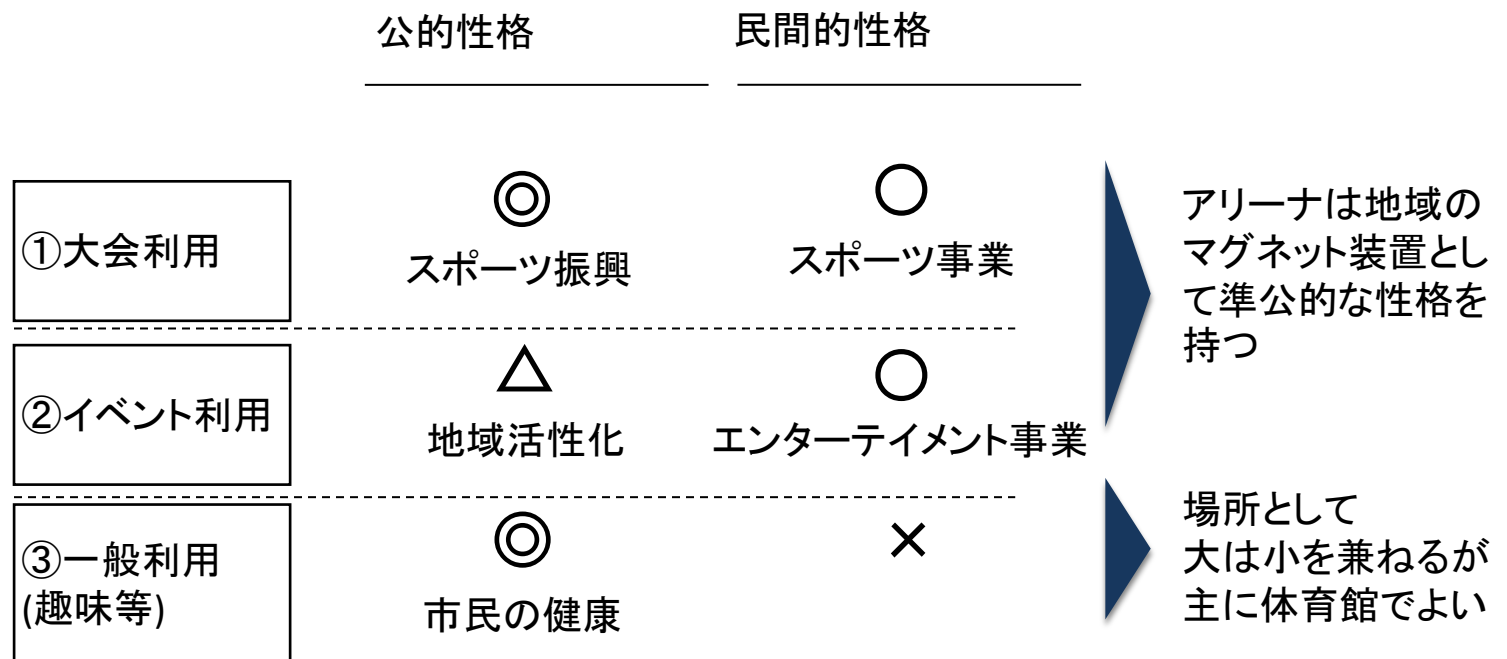 公的性格
民間的性格
①大会利用
◎
スポーツ振興
○
スポーツ事業
アリーナは地域の
マグネット装置とし
て準公的な性格を
持つ
②イベント利用
△
地域活性化
○
エンターテイメント事業
③一般利用
(趣味等)
◎
市民の健康
×
場所として
大は小を兼ねるが
主に体育館でよい